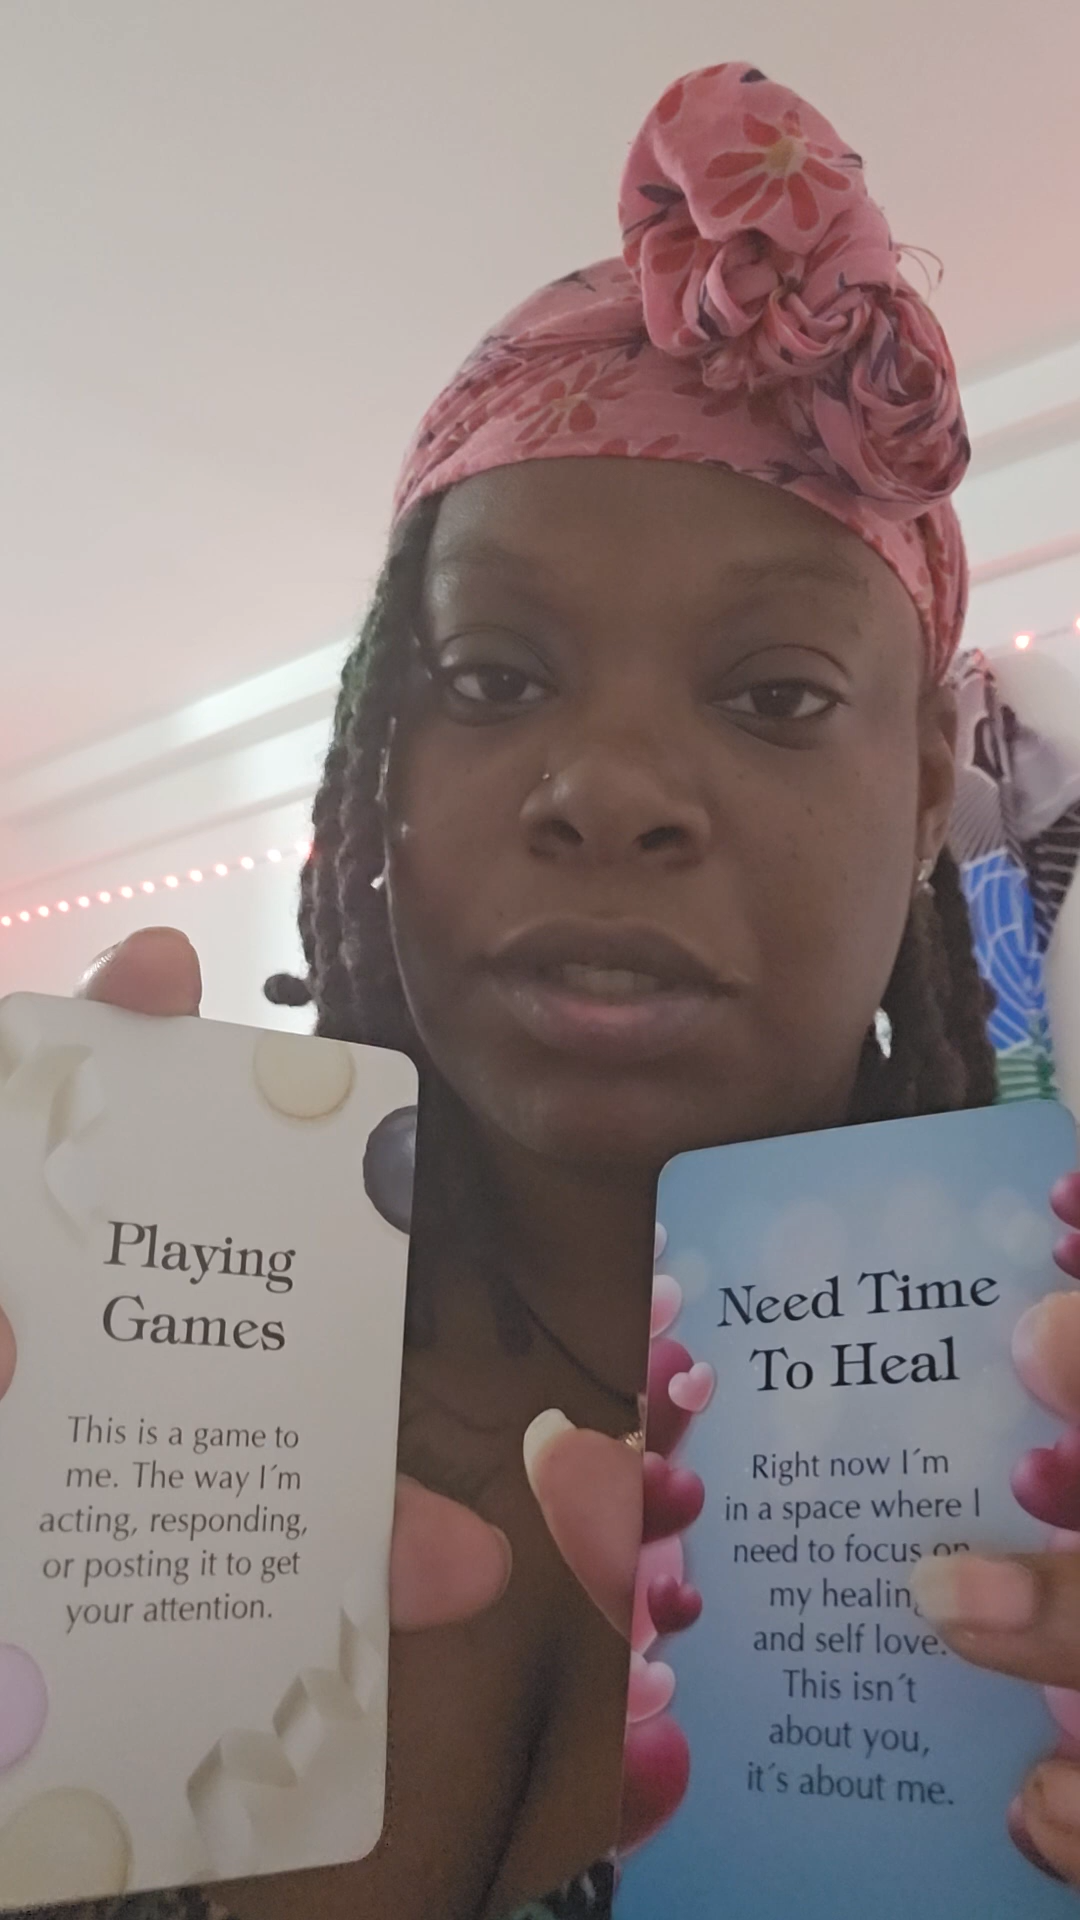 Playing
Games
This is a game to
me. The way I´m
acting, responding,
or posting it to get
your attention.
Need Time
To Heal
Right now I´m
in a space where I
need to focus on
my healin
and self love.
This isn´t
about you,
it´s about me.